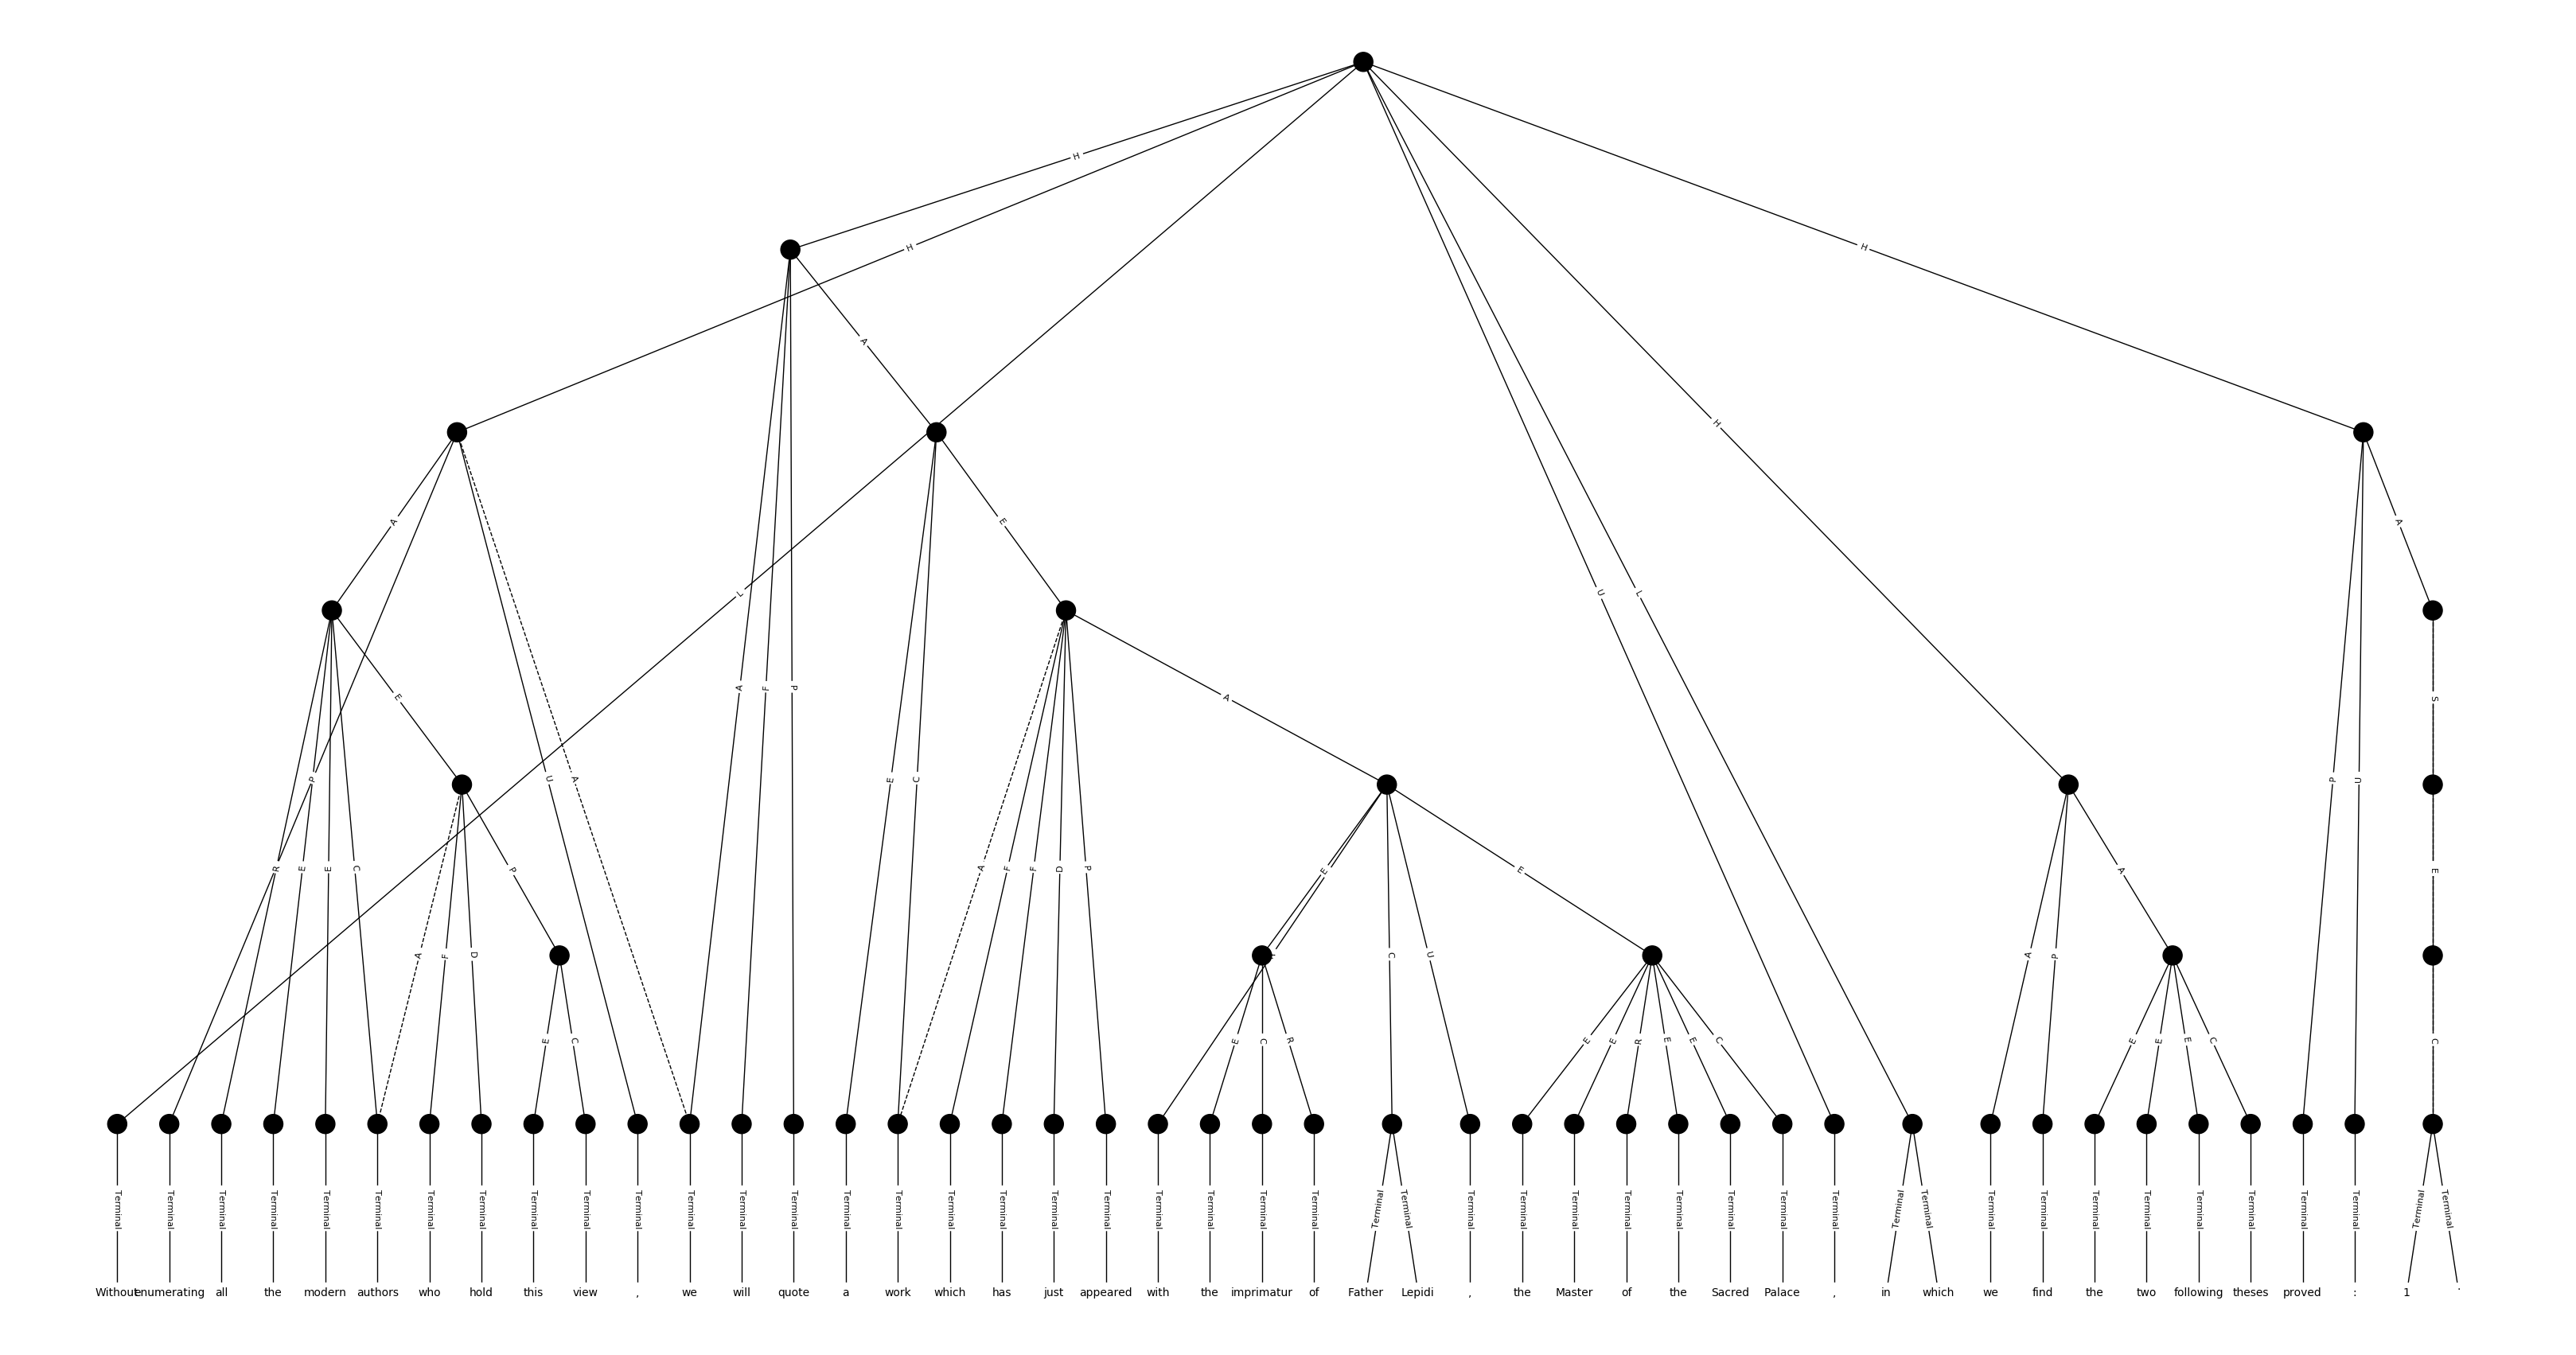 H
H
H
A
L
A
E
A
U
L
H
A
S
P
E
R
E
E
C
P
U
A
A
F
P
E
C
A
P
U
A
F
D
P
A
F
F
D
P
E
E
C
U
A
P
A
E
E
C
E
C
R
E
E
R
E
E
C
E
E
E
C
C
Terminal Terminal Terminal Terminal Terminal Terminal Terminal Terminal Terminal Terminal Terminal Terminal Terminal Terminal Terminal Terminal Terminal Terminal Terminal Terminal Terminal Terminal Terminal Terminal Terminal Terminal Terminal Terminal Terminal Terminal Terminal Terminal Terminal Terminal Terminal Terminal Terminal Terminal Terminal Terminal Terminal Terminal Terminal Terminal Terminal Terminal
Without enumerating all the modern authors who hold this view , we will quote a work which has just appeared with the imprimatur of Father Lepidi , the Master of the Sacred Palace , in which we find the two following theses proved : 1 .